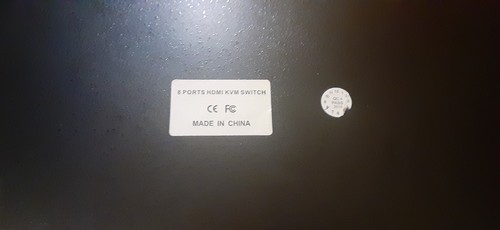 8 PORTS HDMI KVM SWITCH
CE FC
MADE IN CHINA